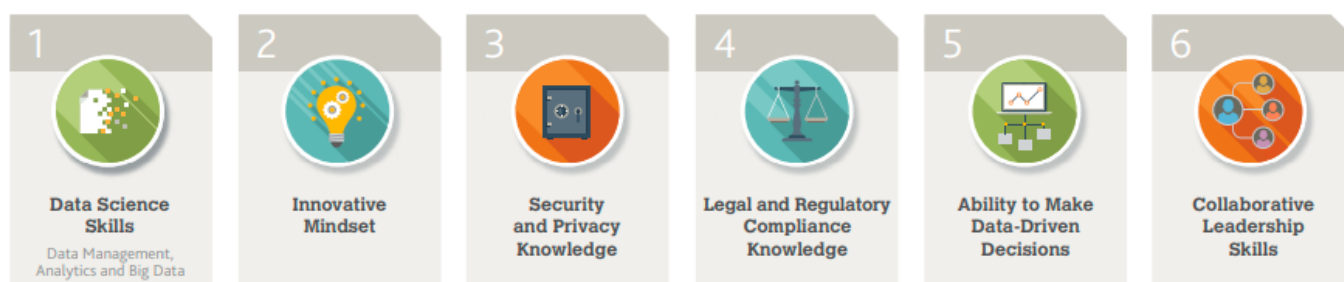 1
Data Science
Skills
Data Management,
Analytics and Big Data
2
Innovative
Mindset
3
Security
and Privacy
Knowledge
4
Legal and Regulatory
Compliance
Knowledge
5
Ability to Make
Data-Driven
Decisions
6
Collaborative
Leadership
Skills